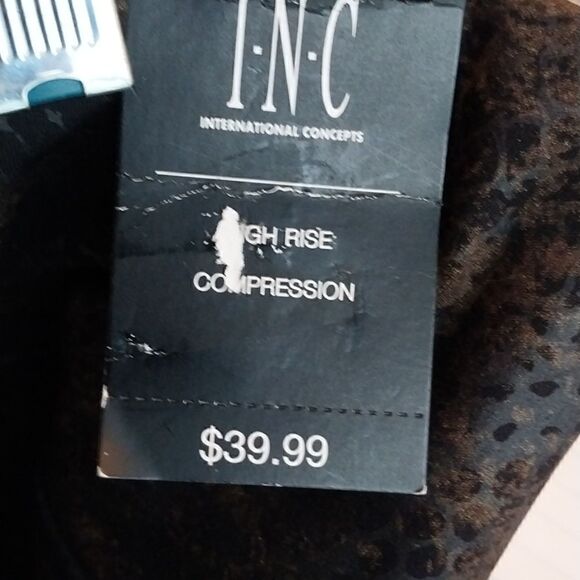 I·N·C
INTERNATIONAL CONCEPTS
GH RISE
COMPRESSION
$39.99